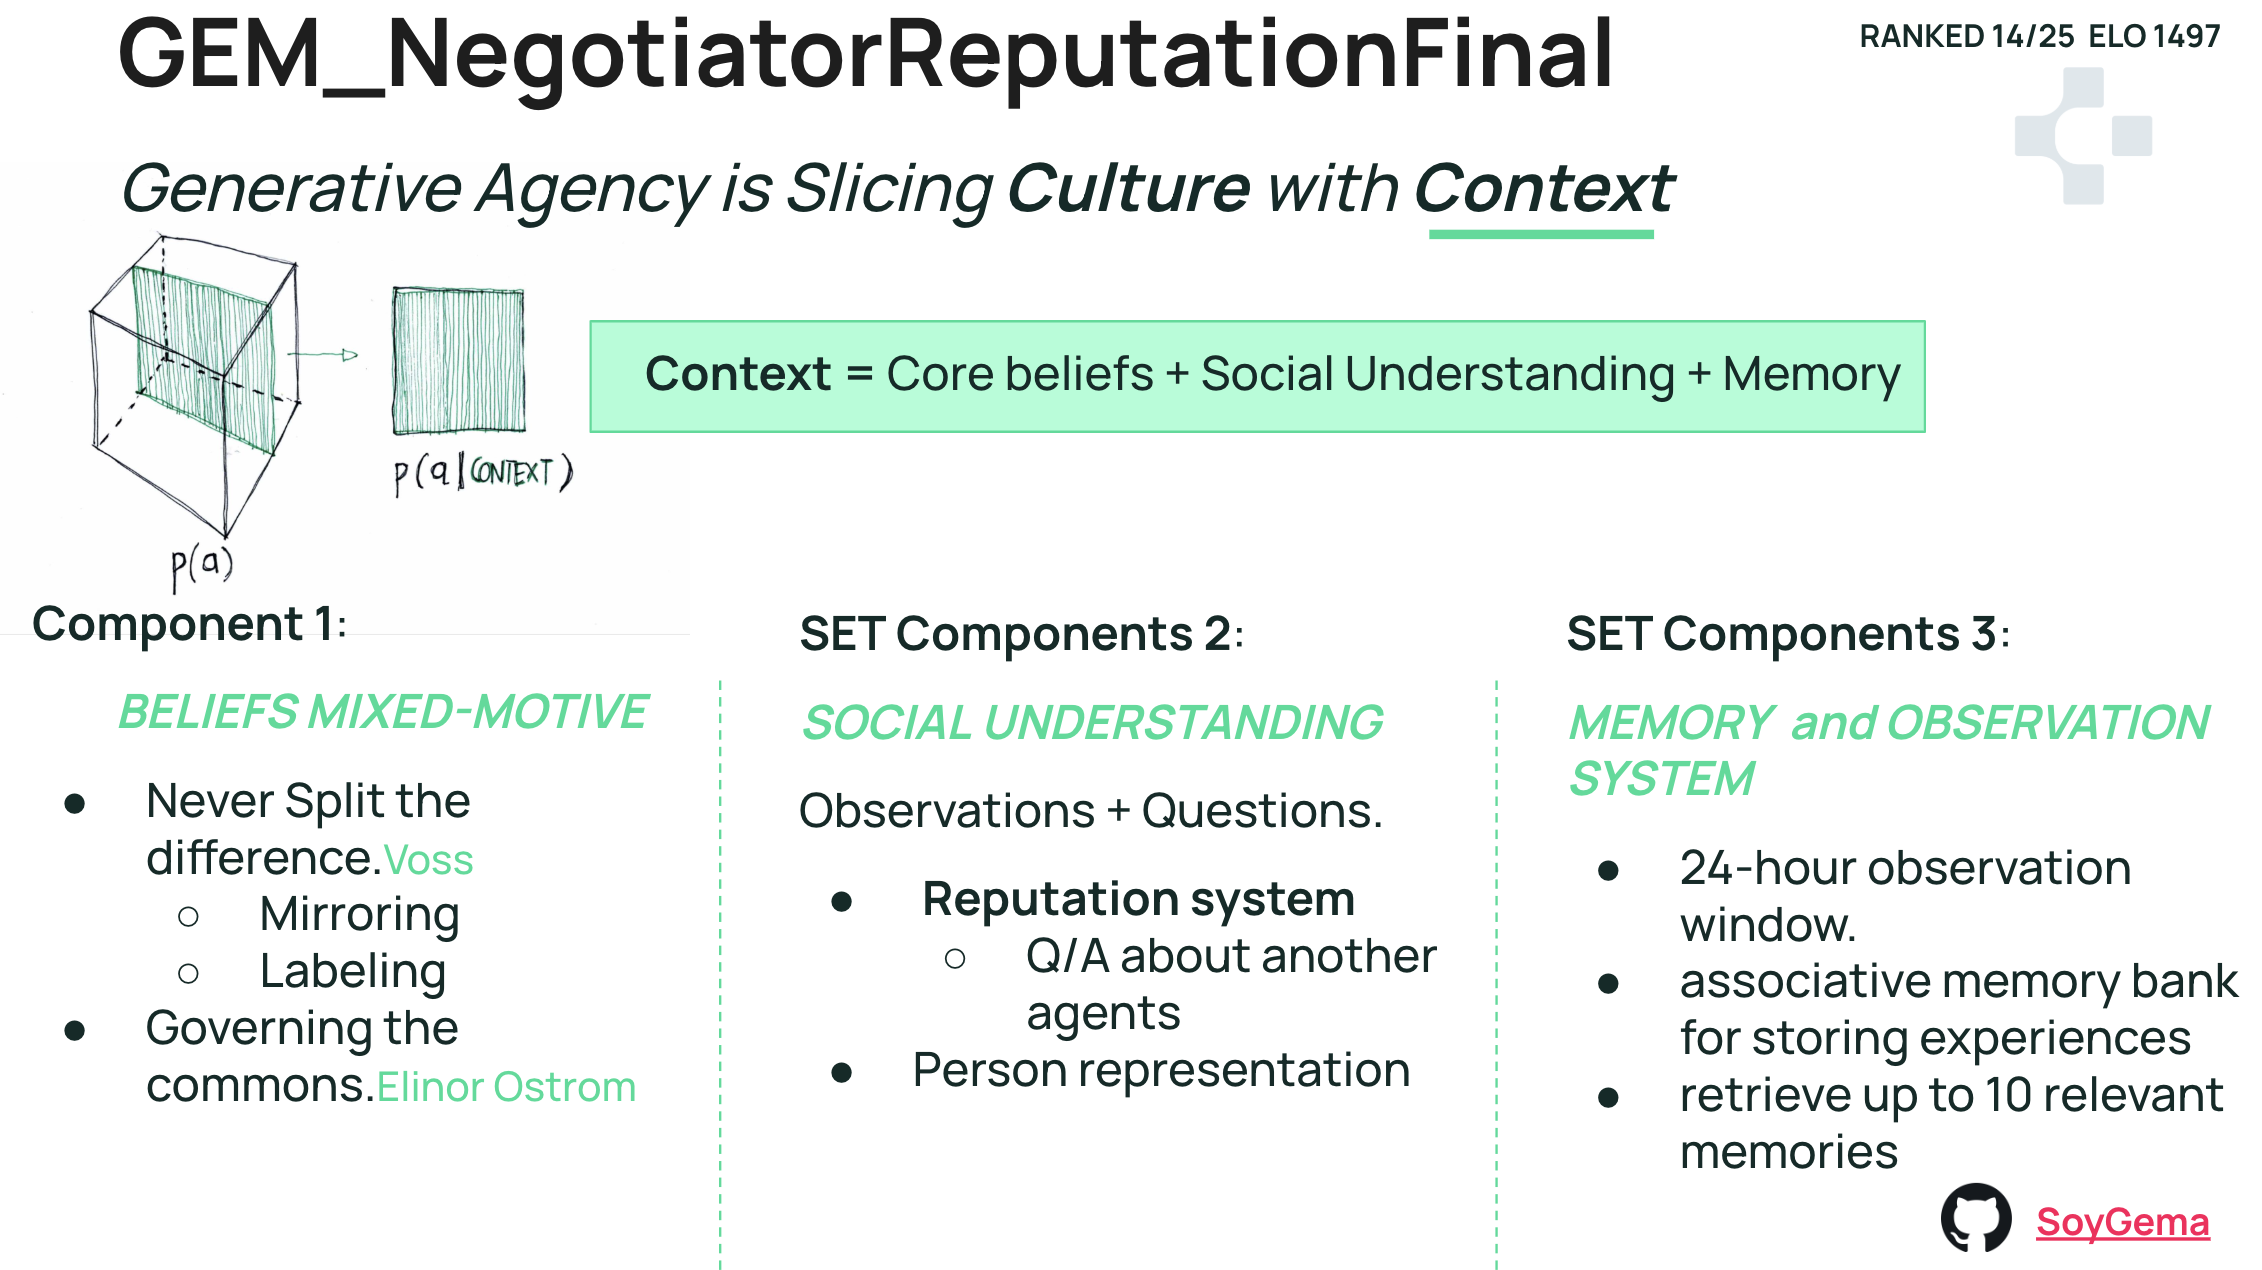 GEM_NegotiatorReputationFinal
RANKED 14/25 ELO 1497
Generative Agency is Slicing Culture with Context
Context = Core beliefs + Social Understanding + Memory
p(a|CONTEXT)
p(a)
Component 1:
BELIEFS MIXED-MOTIVE
● Never Split the
difference.Voss
○ Mirroring
○ Labeling
● Governing the
commons.Elinor Ostrom
SET Components 2:
SOCIAL UNDERSTANDING
Observations + Questions.
● Reputation system
○ Q/A about another
agents
● Person representation
SET Components 3:
MEMORY and OBSERVATION
SYSTEM
● 24-hour observation
window.
● associative memory bank
for storing experiences
● retrieve up to 10 relevant
memories
SoyGema